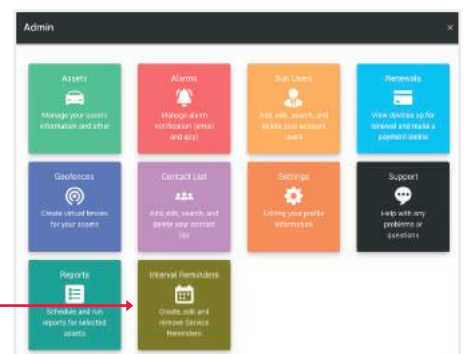 Admin
×
Assets
Manage your assets
information and other
Alarms
Manage alarm
notification (email
and app)
Sub Users
Add, edit, search, and
delete your account
users
Renewals
View devices up for
renewal and make a
payment online
Geofences
Create virtual fences
for your assets
Contact List
Add, edit, search, and
delete your contact
list
Settings
Editing your profile
information
Support
Help with any
problems or
questions
Reports
Schedule and run
reports for selected
assets
Interval Reminders
Create, edit and
remove Service
Reminders